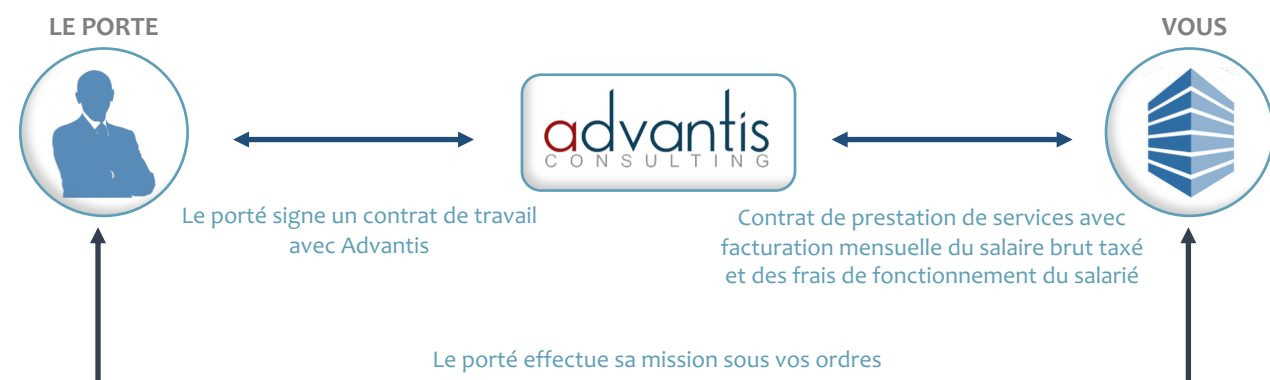 LE PORTE
VOUS
advantis
CONSULTING
Le porté signe un contrat de travail
avec Advantis
Contrat de prestation de services avec
facturation mensuelle du salaire brut taxé
et des frais de fonctionnement du salarié
Le porté effectue sa mission sous vos ordres